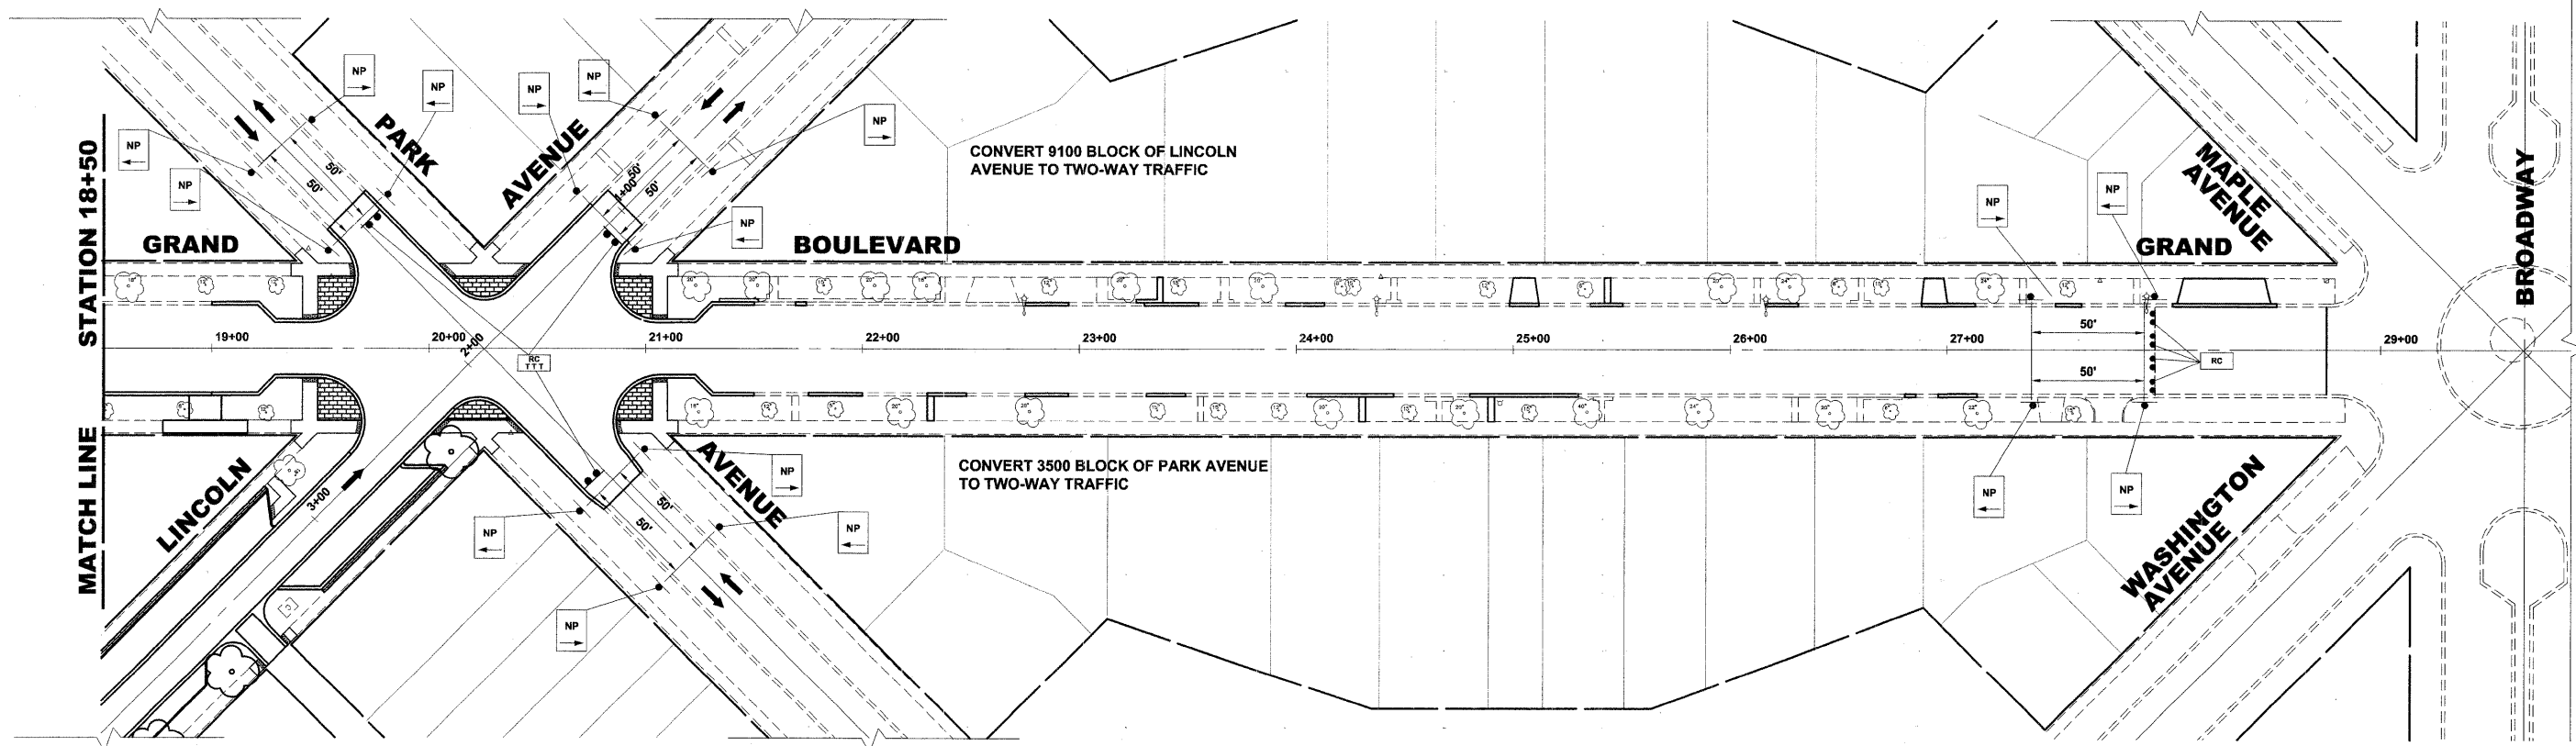 MATCH LINE STATION 18+50
NP
→
NP
←
NP
→
NP
←
NP
←
NP
→
NP
→
NP
←
PARK
AVENUE
50'
50'
50'
50'
1+00
GRAND
BOULEVARD
CONVERT 9100 BLOCK OF LINCOLN
AVENUE TO TWO-WAY TRAFFIC
NP
→
NP
←
MAPLE
AVENUE
GRAND
BROADWAY
19+00
20+00
21+00
22+00
23+00
24+00
25+00
26+00
27+00
29+00
2+00
RC
TTT
50'
50'
RC
LINCOLN
3+00
AVENUE
NP
→
NP
←
NP
←
NP
→
50'
50'
CONVERT 3500 BLOCK OF PARK AVENUE
TO TWO-WAY TRAFFIC
NP
←
NP
→
WASHINGTON
AVENUE